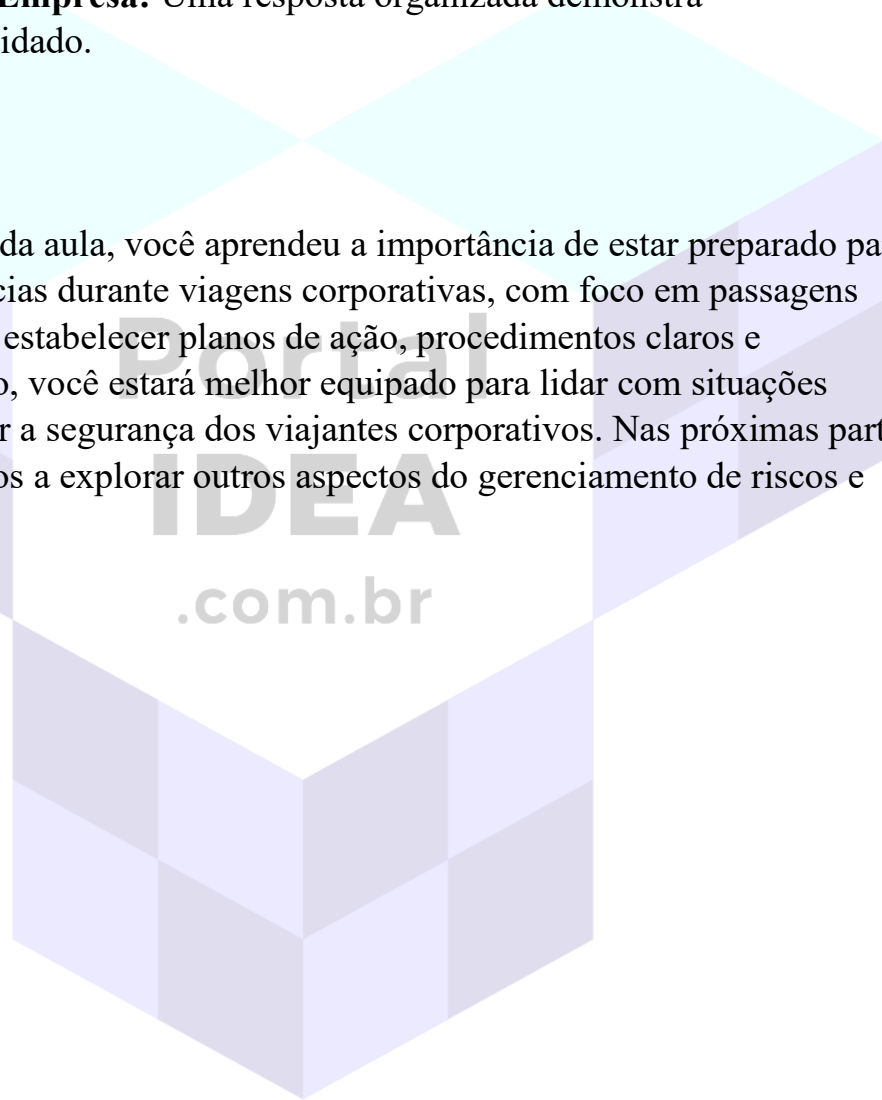 Empresa: Uma resposta organizada demonstra
idado.
da aula, você aprendeu a importância de estar preparado pa
cias durante viagens corporativas, com foco em passagens
estabelecer planos de ação, procedimentos claros e
o, você estará melhor equipado para lidar com situações
r a segurança dos viajantes corporativos. Nas próximas part
os a explorar outros aspectos do gerenciamento de riscos e
Portal
IDEA
.com.br